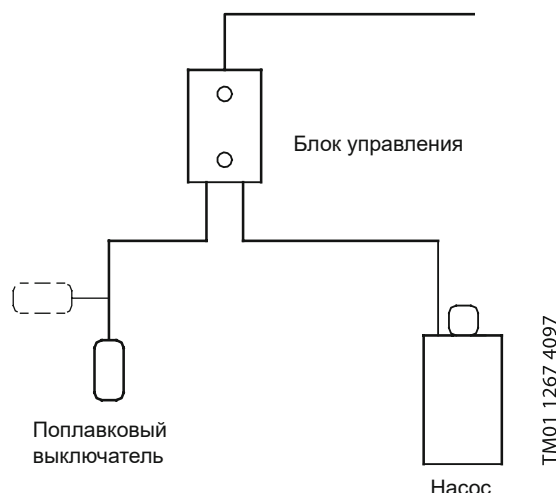 Блок управления
Поплавковый
выключатель
Насос
TM01 1267 4097